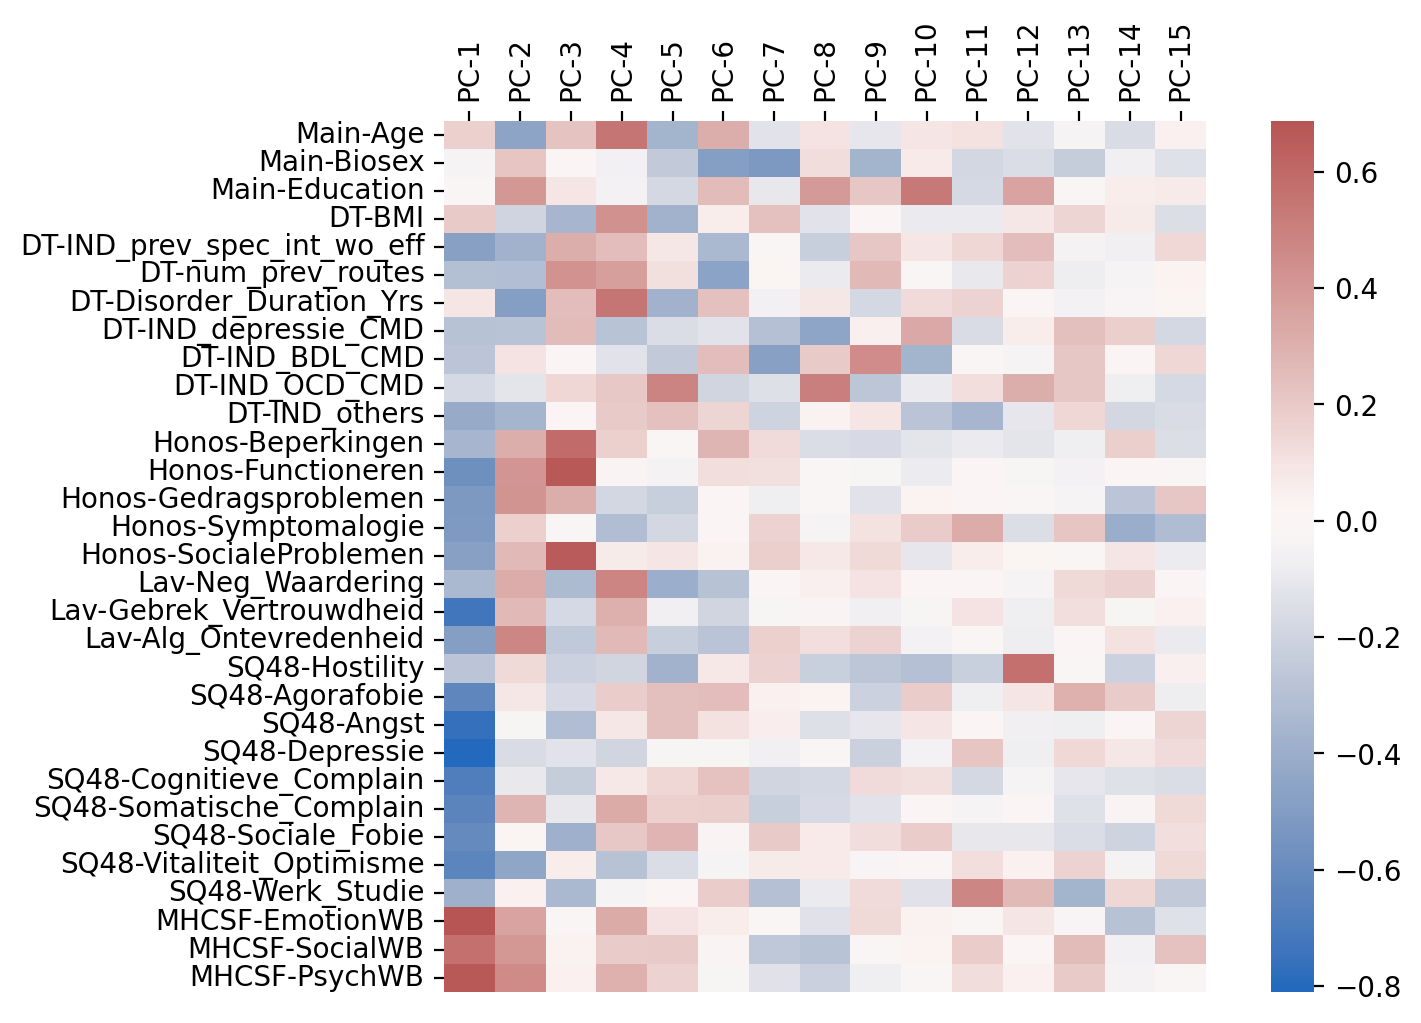 PC-1 PC-2 PC-3 PC-4 PC-5 PC-6 PC-7 PC-8 PC-9 PC-10 PC-11 PC-12 PC-13 PC-14 PC-15
Main-Age
Main-Biosex
Main-Education
DT-BMI
DT-IND_prev_spec_int_wo_eff
DT-num_prev_routes
DT-Disorder_Duration_Yrs
DT-IND_depressie_CMD
DT-IND_BDL_CMD
DT-IND_OCD_CMD
DT-IND_others
Honos-Beperkingen
Honos-Functioneren
Honos-Gedragsproblemen
Honos-Symptomalogie
Honos-SocialeProblemen
Lav-Neg_Waardering
Lav-Gebrek_Vertrouwdheid
Lav-Alg_Ontevredenheid
SQ48-Hostility
SQ48-Agorafobie
SQ48-Angst
SQ48-Depressie
SQ48-Cognitieve_Complain
SQ48-Somatische_Complain
SQ48-Sociale_Fobie
SQ48-Vitaliteit_Optimisme
SQ48-Werk_Studie
MHCSF-EmotionWB
MHCSF-SocialWB
MHCSF-PsychWB
0.6
0.4
0.2
0.0
−0.2
−0.4
−0.6
−0.8